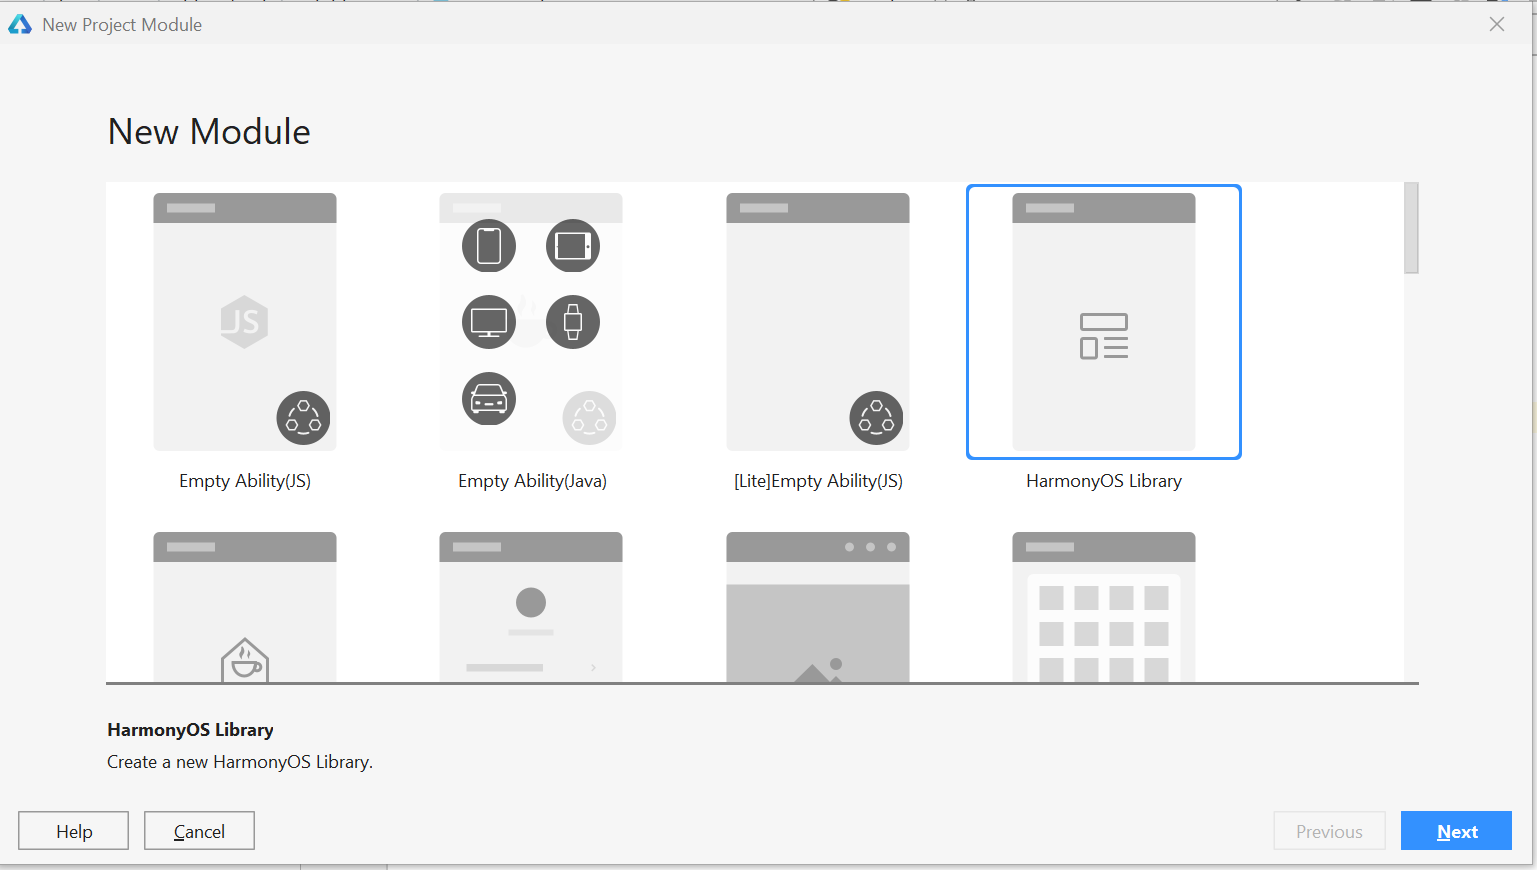 New Project Module
New Module
JS
Empty Ability(JS)
Empty Ability(Java)
[Lite]Empty Ability(JS)
HarmonyOS Library
HarmonyOS Library
Create a new HarmonyOS Library.
Help
Cancel
Previous
Next